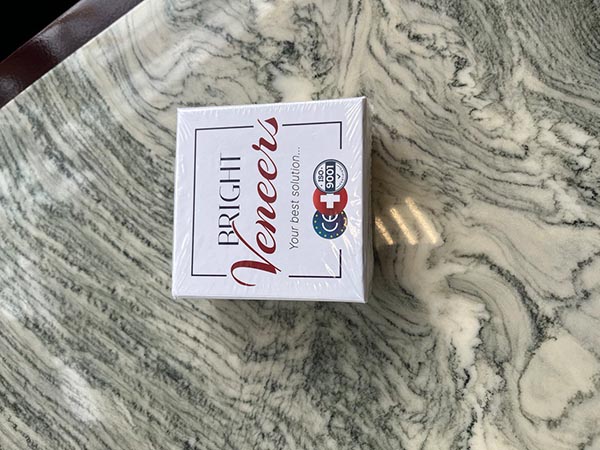 BRIGHT
Veneers
Your best solution...
CE
ISO
9001